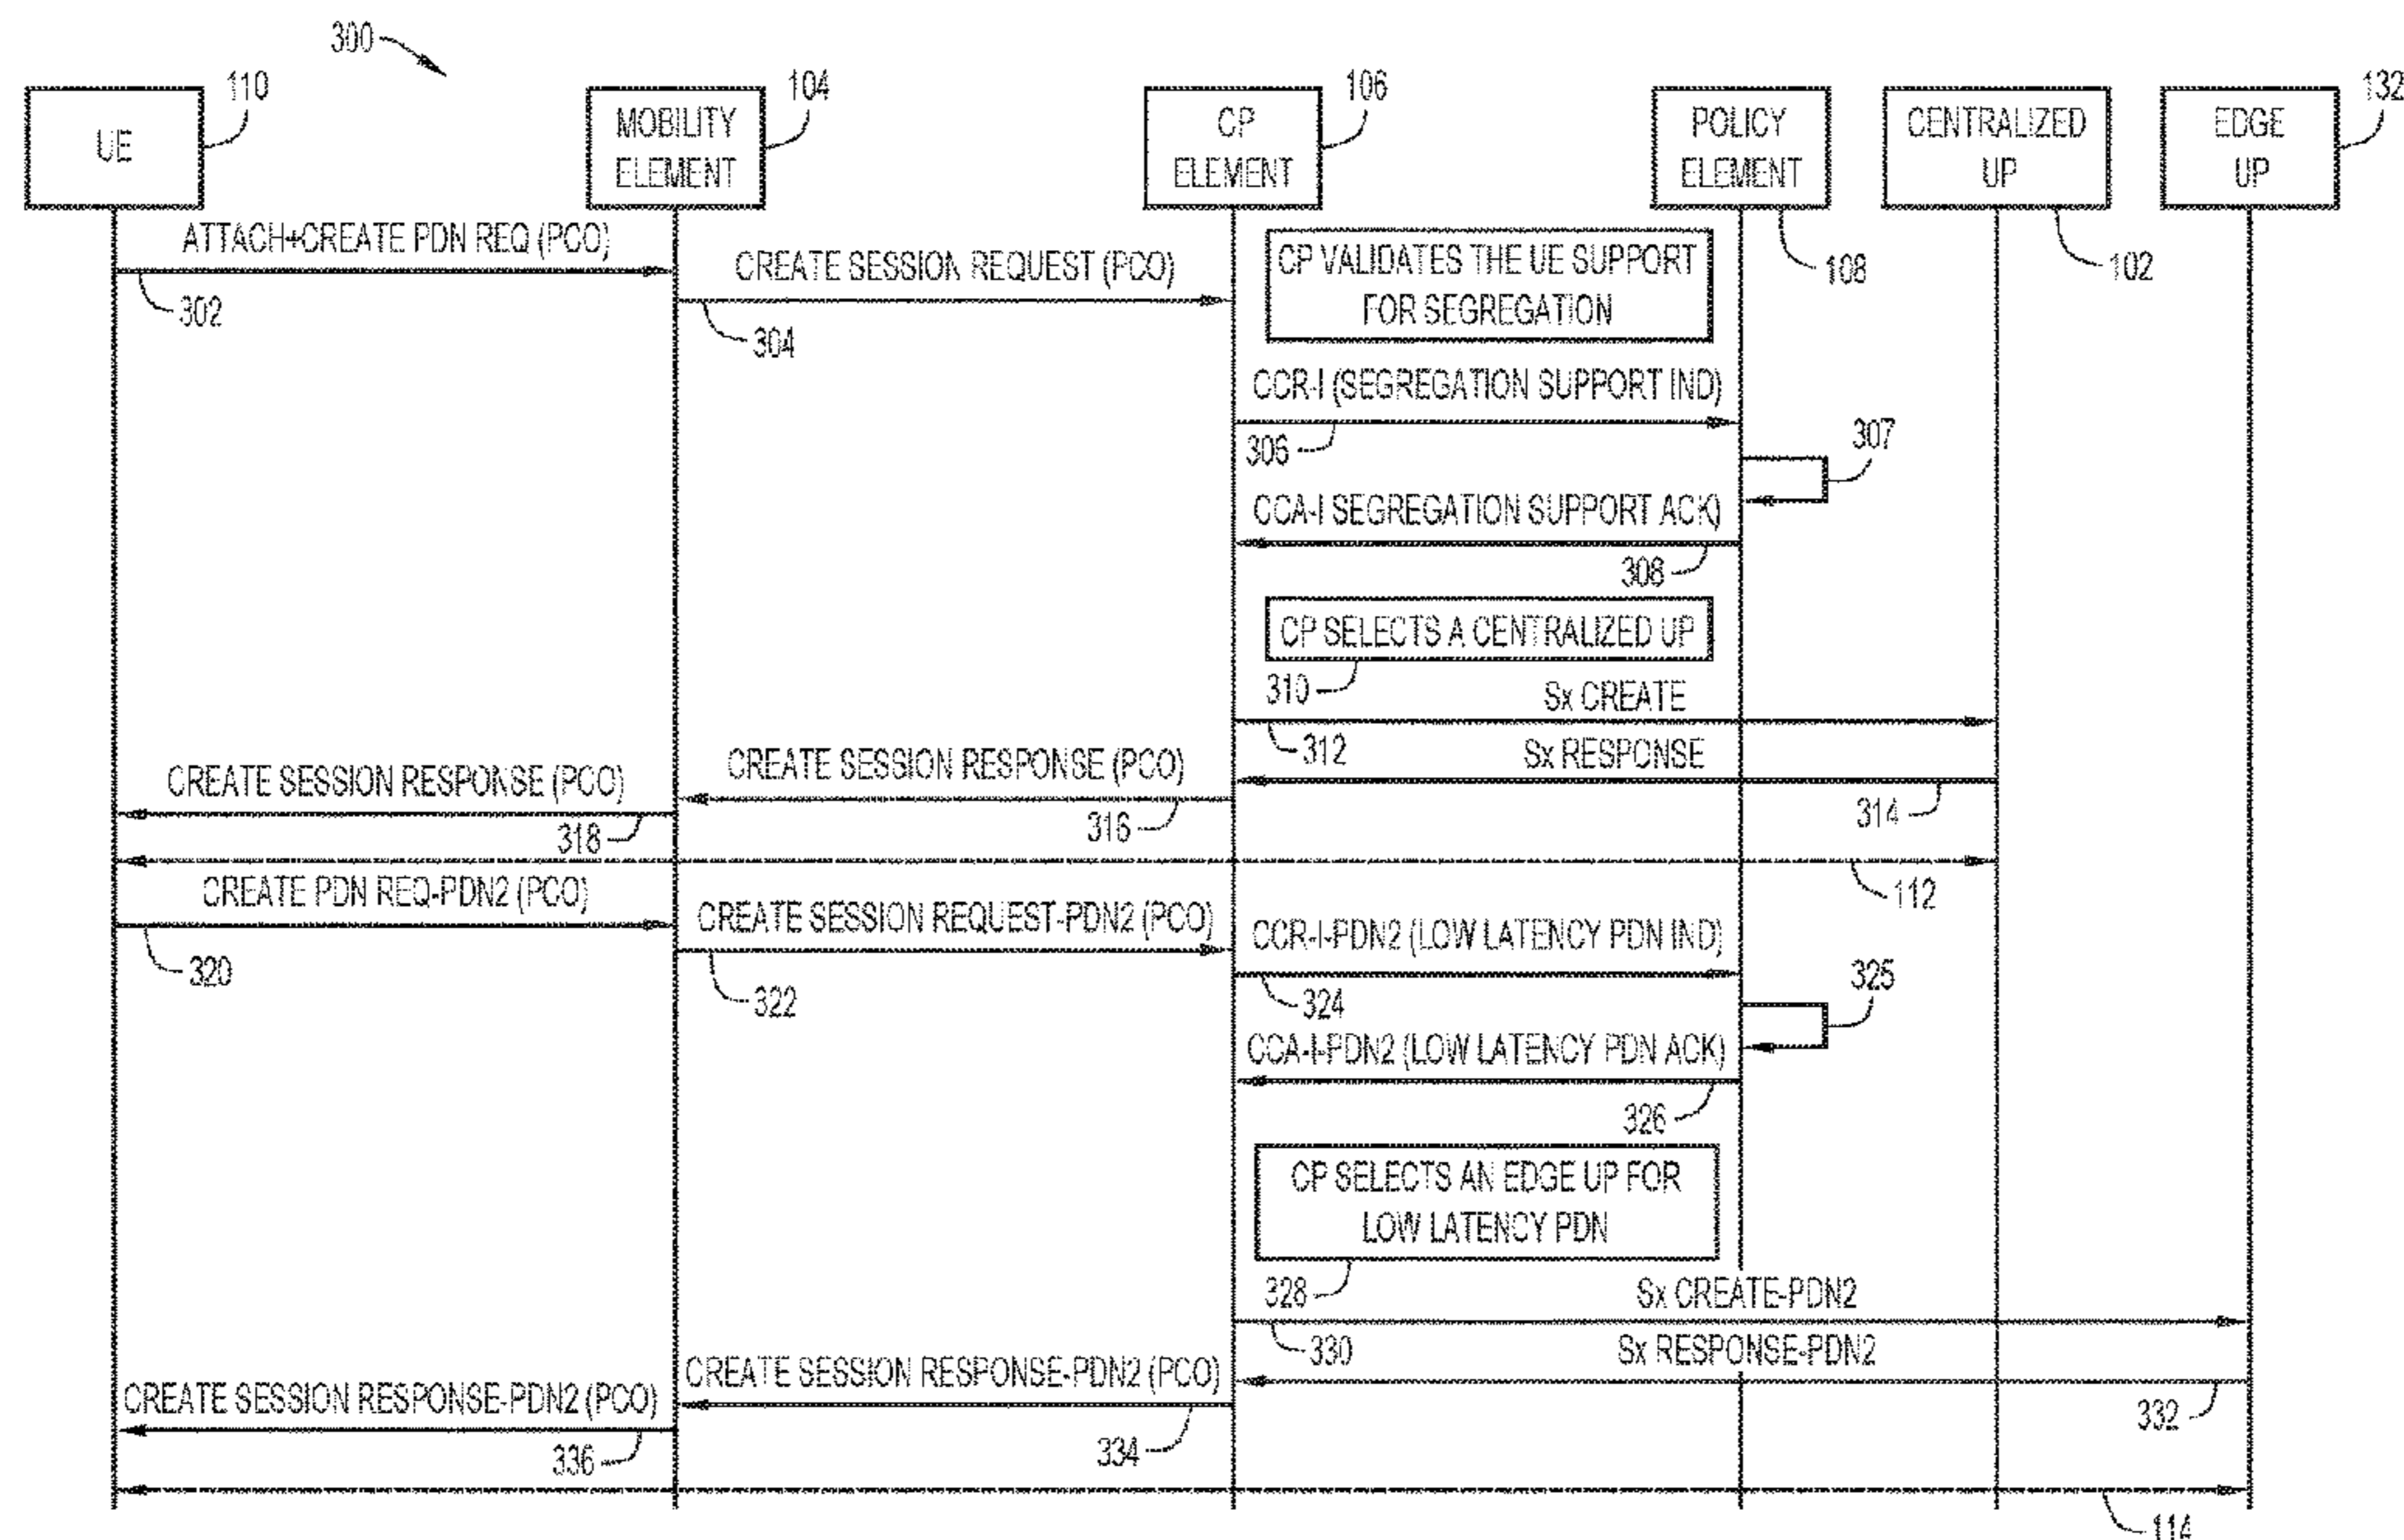 300
110
104
106
132
UE
MOBILITY
ELEMENT
CP
ELEMENT
POLICY
ELEMENT
CENTRALIZED
UP
EDGE
UP
108
102
ATTACH+CREATE PDN REQ (PCO)
302
CREATE SESSION REQUEST (PCO)
304
CP VALIDATES THE UE SUPPORT
FOR SEGREGATION
CCR-I (SEGREGATION SUPPORT IND)
306
307
CCA-I SEGREGATION SUPPORT ACK)
308
CP SELECTS A CENTRALIZED UP
310
Sx CREATE
312
Sx RESPONSE
314
CREATE SESSION RESPONSE (PCO)
316
CREATE SESSION RESPONSE (PCO)
318
112
CREATE PDN REQ-PDN2 (PCO)
320
CREATE SESSION REQUEST-PDN2 (PCO)
322
CCR-I-PDN2 (LOW LATENCY PDN IND)
324
325
CCA-I-PDN2 (LOW LATENCY PDN ACK)
326
CP SELECTS AN EDGE UP FOR
LOW LATENCY PDN
328
Sx CREATE-PDN2
330
Sx RESPONSE-PDN2
332
CREATE SESSION RESPONSE-PDN2 (PCO)
334
CREATE SESSION RESPONSE-PDN2 (PCO)
336
114